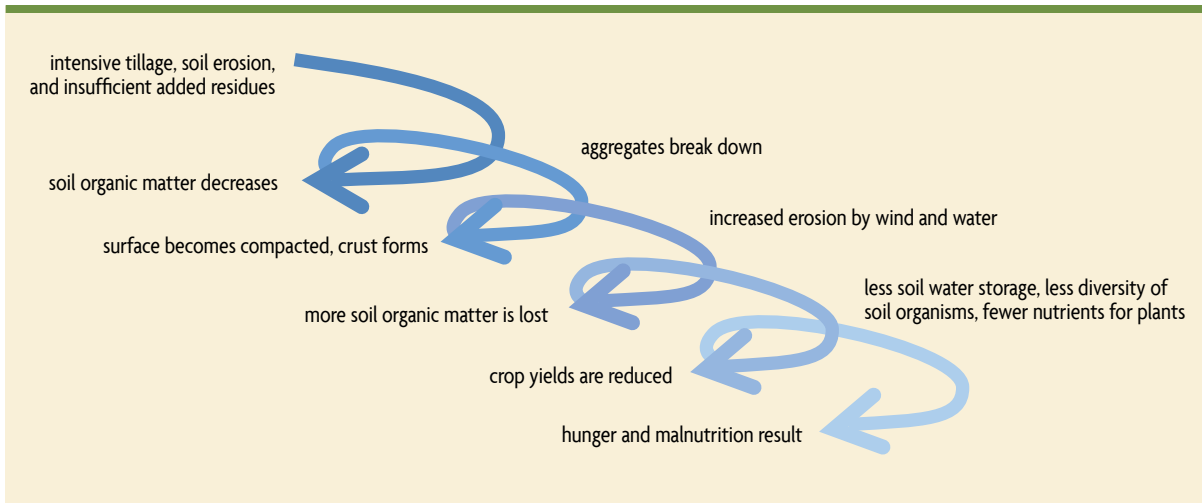 intensive tillage, soil erosion,
and insufficient added residues
aggregates break down
soil organic matter decreases
increased erosion by wind and water
surface becomes compacted, crust forms
less soil water storage, less diversity of
soil organisms, fewer nutrients for plants
more soil organic matter is lost
crop yields are reduced
hunger and malnutrition result